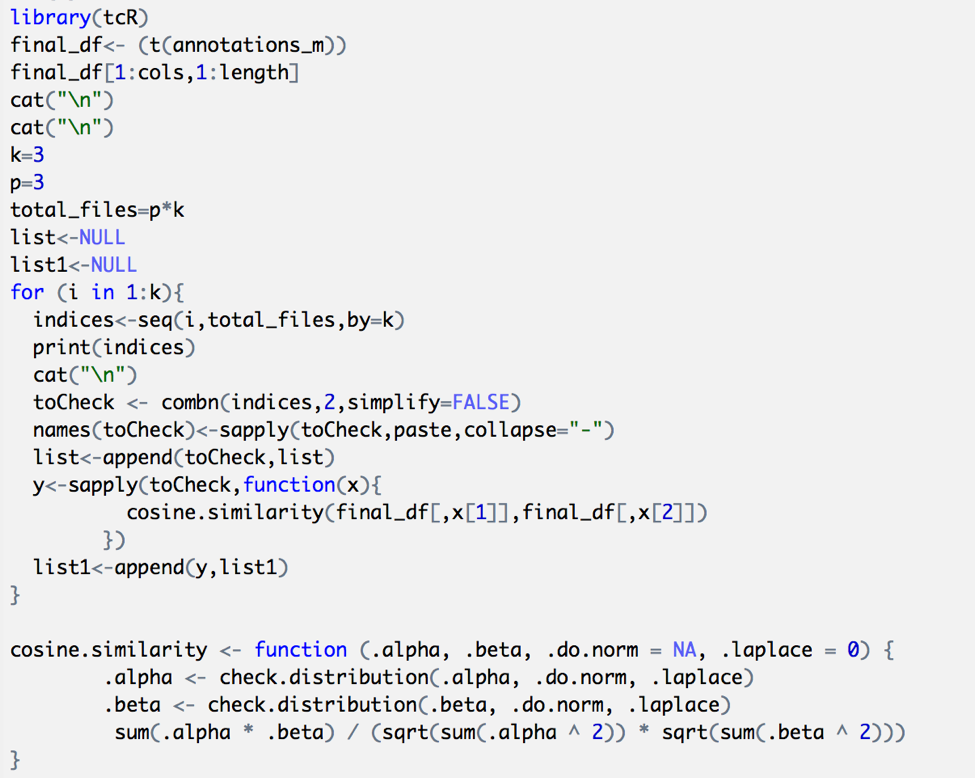 library(tcR)
final_df<- (t(annotations_m))
final_df[1:cols,1:length]
cat("\n")
cat("\n")
k=3
p=3
total_files=p*k
list<-NULL
list1<-NULL
for (i in 1:k){
  indices<-seq(i,total_files,by=k)
  print(indices)
  cat("\n")
  toCheck <- combn(indices,2,simplify=FALSE)
  names(toCheck)<-sapply(toCheck,paste,collapse="-")
  list<-append(toCheck,list)
  y<-sapply(toCheck,function(x){
          cosine.similarity(final_df[,x[1]],final_df[,x[2]])
        })
  list1<-append(y,list1)
}

cosine.similarity <- function (.alpha, .beta, .do.norm = NA, .laplace = 0) {
        .alpha <- check.distribution(.alpha, .do.norm, .laplace)
        .beta <- check.distribution(.beta, .do.norm, .laplace)
         sum(.alpha * .beta) / (sqrt(sum(.alpha ^ 2)) * sqrt(sum(.beta ^ 2)))
}